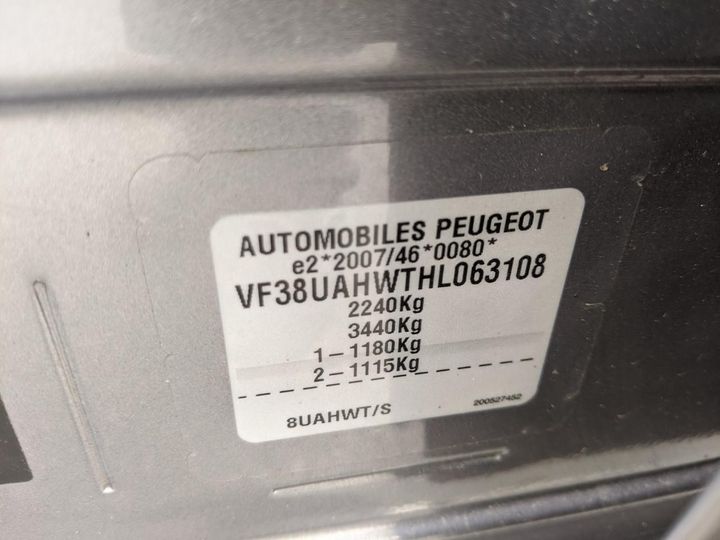 AUTOMOBILES PEUGEOT
e2*2007/46*0080*
VF38UAHWTHL063108
2240Kg
3440Kg
1-1180Kg
2-1115Kg
8UAHWT/S
200527452